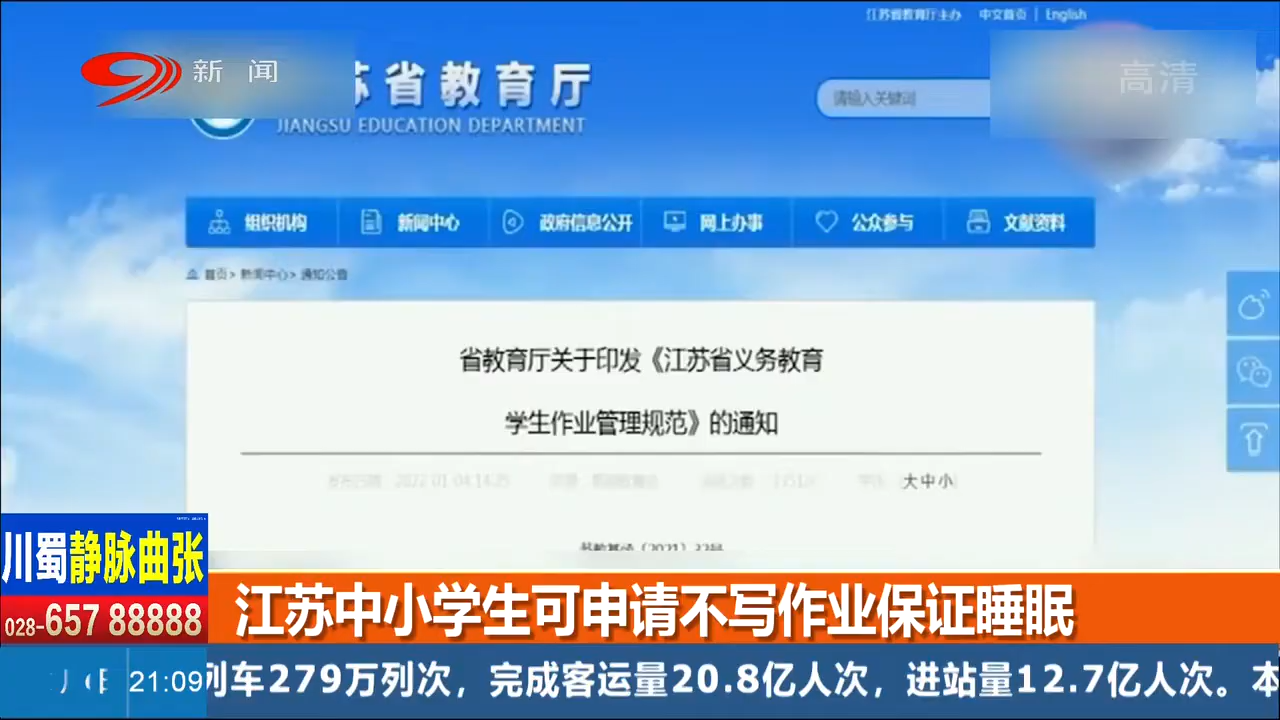 江苏省教育厅主办 中文首页 | English
新闻
高清
苏省教育厅
JIANGSU EDUCATION DEPARTMENT
请输入关键词
组织机构 新闻中心 政府信息公开 网上办事 公众参与 文献资料
首页> 新闻中心> 通知公告
省教育厅关于印发《江苏省义务教育
学生作业管理规范》的通知
2022-01-04 14:25 大 中 小
川蜀静脉曲张
028-657 88888
江苏中小学生可申请不写作业保证睡眠
21:09
列车279万列次，完成客运量20.8亿人次，进站量12.7亿人次。本